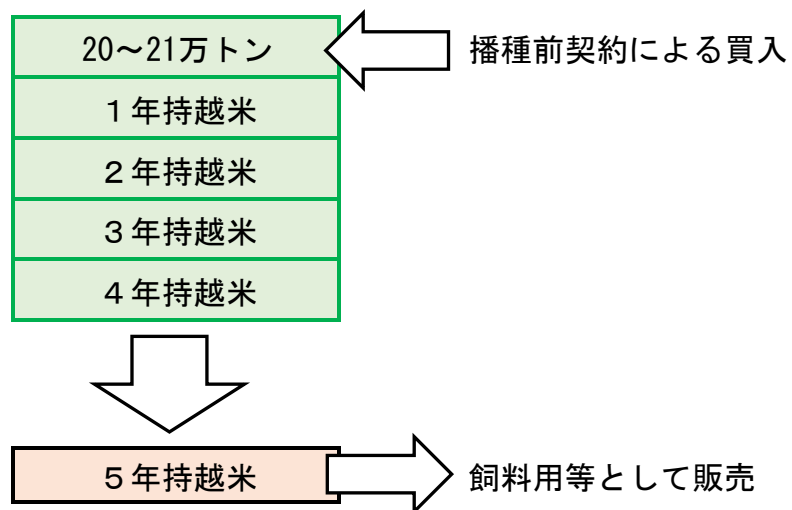 20～21万トン
播種前契約による買入
１年持越米
２年持越米
３年持越米
４年持越米
５年持越米
飼料用等として販売